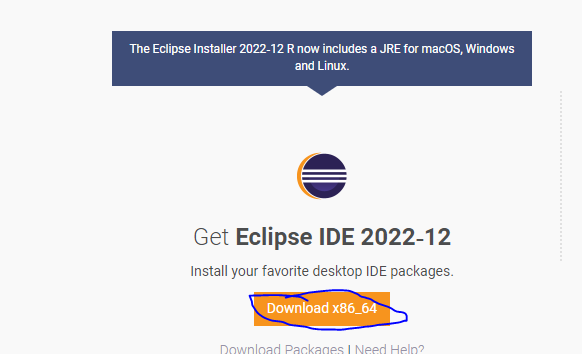 The Eclipse Installer 2022-12 R now includes a JRE for macOS, Windows
and Linux.
Get Eclipse IDE 2022-12
Install your favorite desktop IDE packages.
Download x86_64
Download Packages | Need Help?